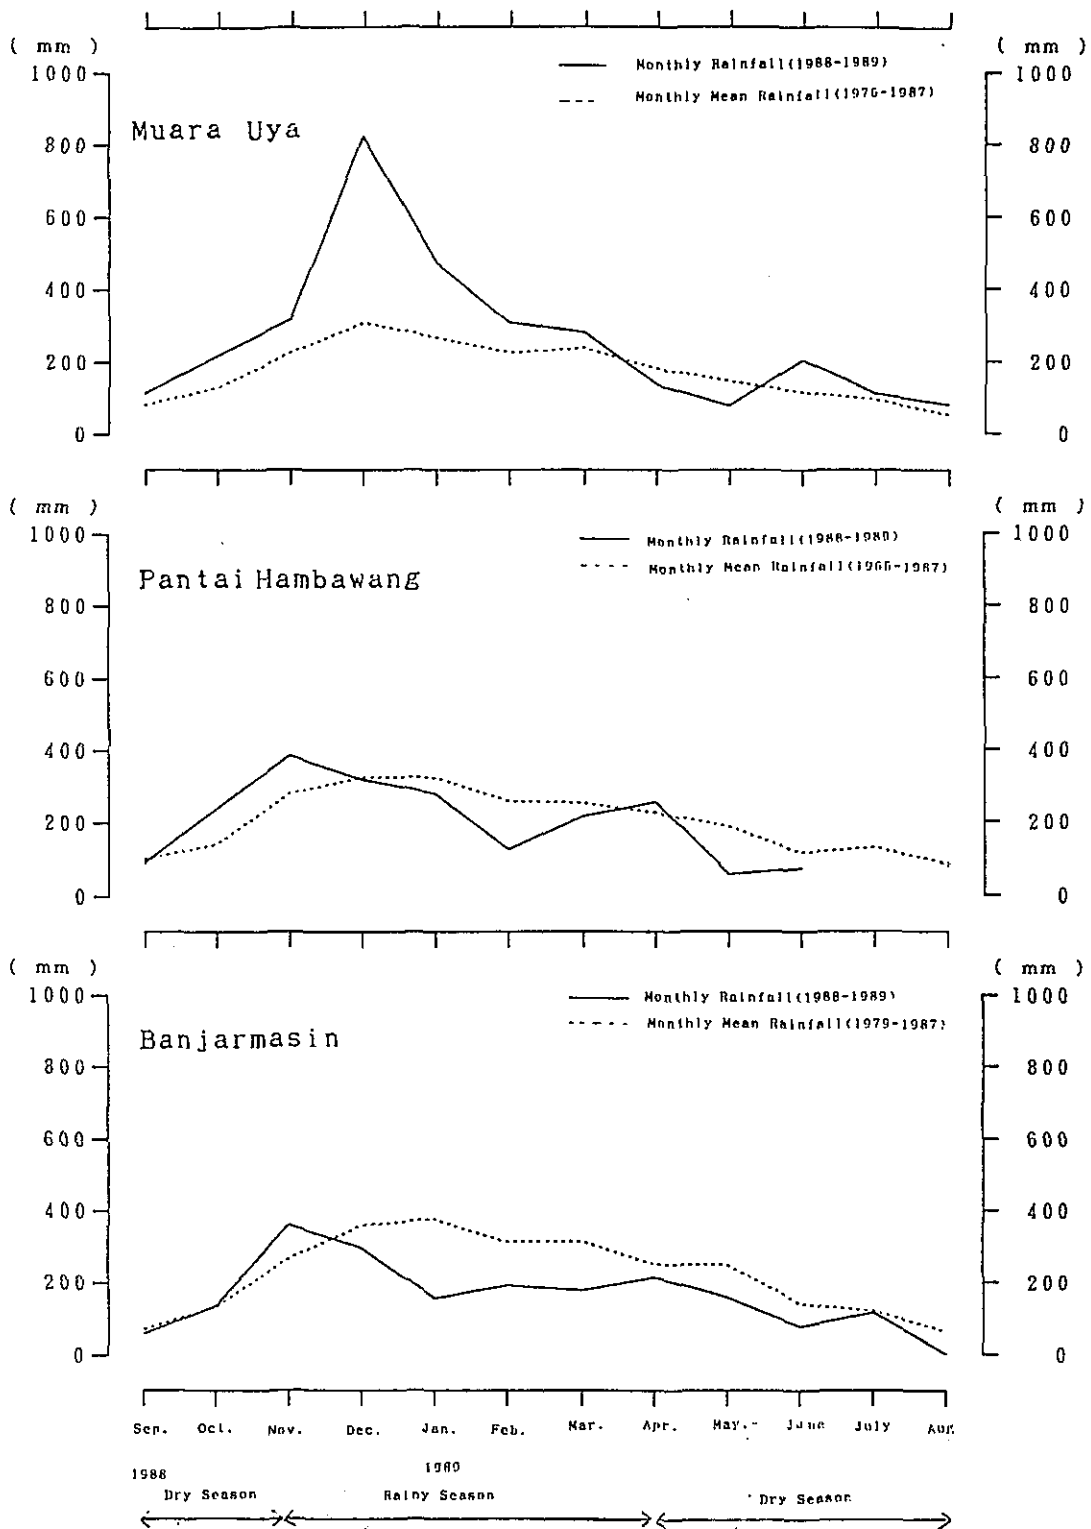 ( mm )
( mm )
1000
1000
Monthly Rainfall(1988-1989)
Monthly Mean Rainfall(1976-1987)
Muara Uya
800
800
600
600
400
400
200
200
0
0
( mm )
( mm )
1000
1000
Monthly Rainfall(1988-1989)
Monthly Mean Rainfall(1966-1987)
Pantai Hambawang
800
800
600
600
400
400
200
200
0
0
( mm )
( mm )
1000
1000
Monthly Rainfall(1988-1989)
Monthly Mean Rainfall(1979-1987)
Banjarmasin
800
800
600
600
400
400
200
200
0
0
Sep. Oct. Nov. Dec. Jan. Feb. Mar. Apr. May. June July Aug
1988
1989
Dry Season
Rainy Season
Dry Season